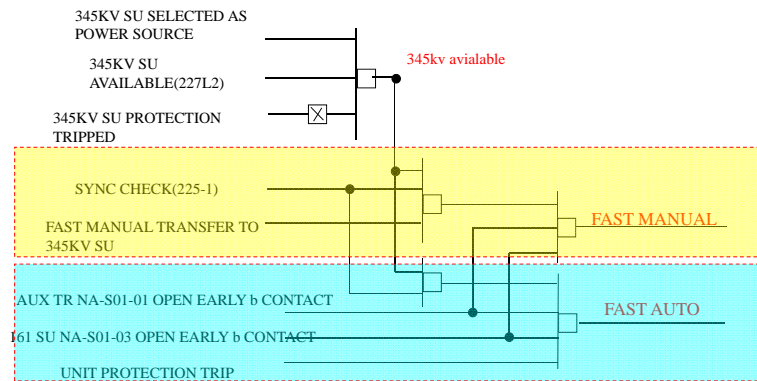 345KV SU SELECTED AS
POWER SOURCE
345KV SU
AVAILABLE(227L2)
345kv avialable
345KV SU PROTECTION
TRIPPED
SYNC CHECK(225-1)
FAST MANUAL TRANSFER TO
345KV SU
FAST MANUAL
AUX TR NA-S01-01 OPEN EARLY b CONTACT
FAST AUTO
161 SU NA-S01-03 OPEN EARLY b CONTACT
UNIT PROTECTION TRIP